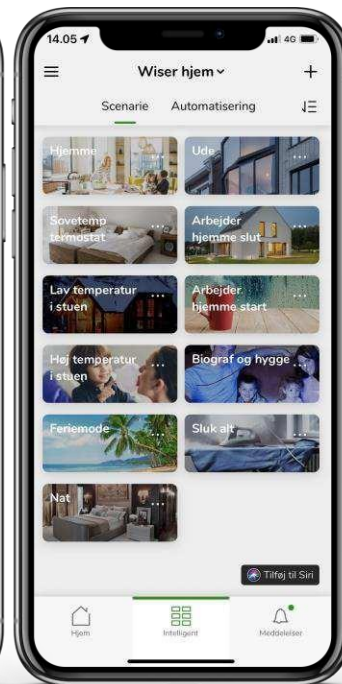 14.05
4G
Wiser hjem
Scenarie Automatisering
Hjemme
Ude
Sovetemp
termostat
Arbejder
hjemme slut
Lav temperatur
i stuen
Arbejder
hjemme start
Høj temperatur
i stuen
Biograf og hygge
Feriemode
Sluk alt
Nat
Tilføj til Siri
Hjem
Intelligent
Meddelelser